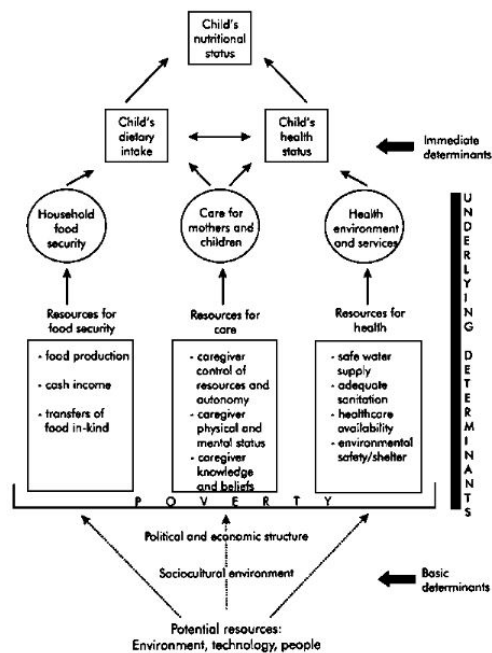 Child's
nutritional
status
Child's
dietary
intake
Child's
health
status
Immediate
determinants
Household
food
security
Care for
mothers and
children
Health
environment
and services
UNDERLYING DETERMINANTS
Resources for
food security
Resources for
care
Resources for
health
- food production
- cash income
- transfers of
food in-kind
- caregiver
control of
resources and
autonomy
- caregiver
physical and
mental status
- caregiver
knowledge
and beliefs
- safe water
supply
- adequate
sanitation
- healthcare
availability
- environmental
safety/shelter
P O V E R T Y
Political and economic structure
Sociocultural environment
Basic
determinants
Potential resources:
Environment, technology, people